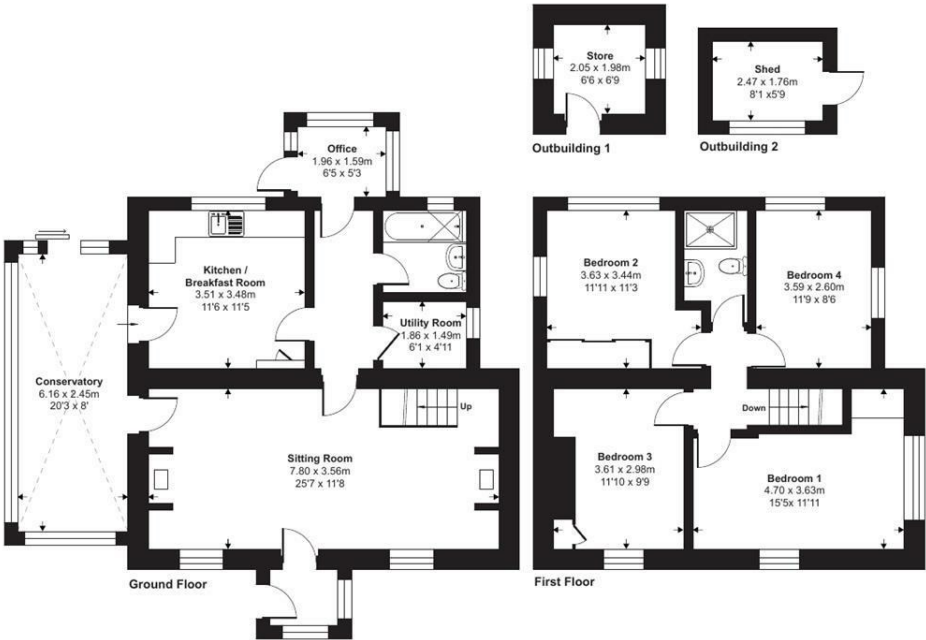 Store
2.05 x 1.98m
6'6 x 6'9
Outbuilding 1
Shed
2.47 x 1.76m
8'1 x5'9
Outbuilding 2
Office
1.96 x 1.59m
6'5 x 5'3
Kitchen /
Breakfast Room
3.51 x 3.48m
11'6 x 11'5
Utility Room
1.86 x 1.49m
6'1 x 4'11
Conservatory
6.16 x 2.45m
20'3 x 8'
Up
Sitting Room
7.80 x 3.56m
25'7 x 11'8
Ground Floor
Bedroom 2
3.63 x 3.44m
11'11 x 11'3
Bedroom 4
3.59 x 2.60m
11'9 x 8'6
Down
Bedroom 3
3.61 x 2.98m
11'10 x 9'9
Bedroom 1
4.70 x 3.63m
15'5x 11'11
First Floor